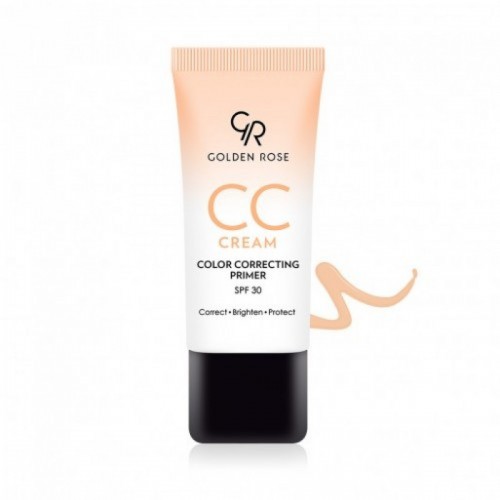 GR
GOLDEN ROSE
CC
CREAM
COLOR CORRECTING
PRIMER
SPF 30
Correct•Brighten•Protect